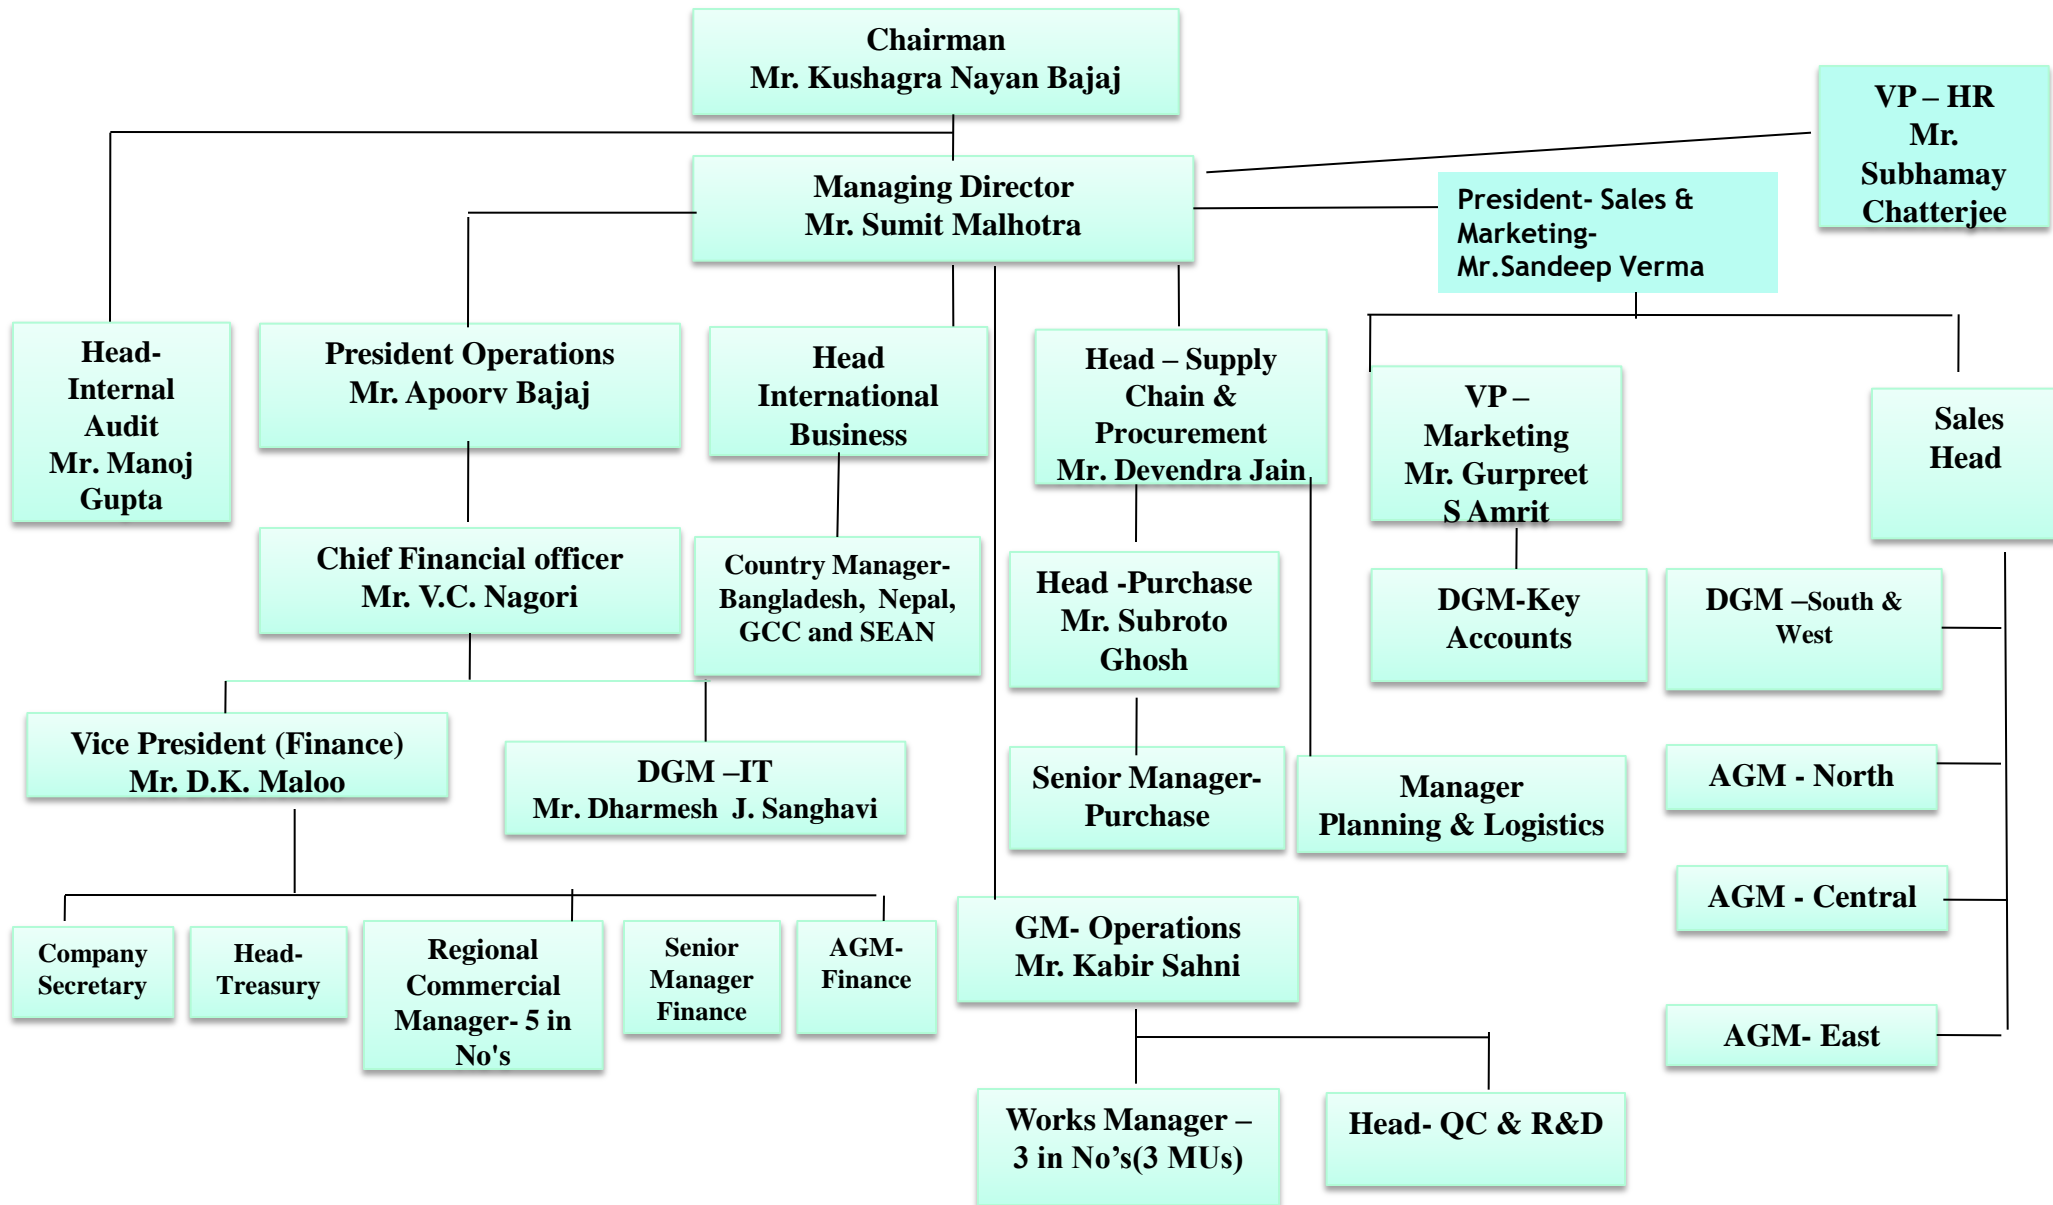 Chairman
Mr. Kushagra Nayan Bajaj
VP – HR
Mr.
Subhamay
Chatterjee
Managing Director
Mr. Sumit Malhotra
President- Sales &
Marketing-
Mr.Sandeep Verma
Head-
Internal
Audit
Mr. Manoj
Gupta
President Operations
Mr. Apoorv Bajaj
Head
International
Business
Head – Supply
Chain &
Procurement
Mr. Devendra Jain
VP –
Marketing
Mr. Gurpreet
S Amrit
Sales
Head
Chief Financial officer
Mr. V.C. Nagori
Country Manager-
Bangladesh, Nepal,
GCC and SEAN
Head -Purchase
Mr. Subroto
Ghosh
DGM-Key
Accounts
DGM –South &
West
Vice President (Finance)
Mr. D.K. Maloo
DGM –IT
Mr. Dharmesh J. Sanghavi
Senior Manager-
Purchase
Manager
Planning & Logistics
AGM - North
AGM - Central
Company
Secretary
Head-
Treasury
Regional
Commercial
Manager- 5 in
No's
Senior
Manager
Finance
AGM-
Finance
GM- Operations
Mr. Kabir Sahni
AGM- East
Works Manager –
3 in No’s(3 MUs)
Head- QC & R&D